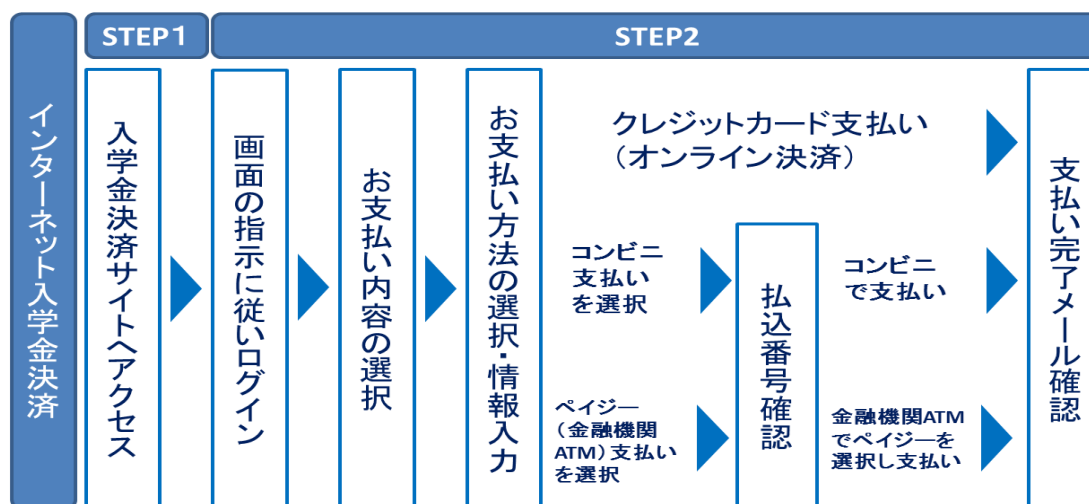 STEP1
STEP2
インターネット入学金決済
入学金決済サイトへアクセス
画面の指示に従いログイン
お支払い内容の選択
お支払い方法の選択・情報入力
クレジットカード支払い
（オンライン決済）
コンビニ
支払い
を選択
ペイジー
（金融機関
ATM）支払い
を選択
払込番号確認
コンビニ
で支払い
金融機関ATM
でペイジーを
選択し支払い
支払い完了メール確認